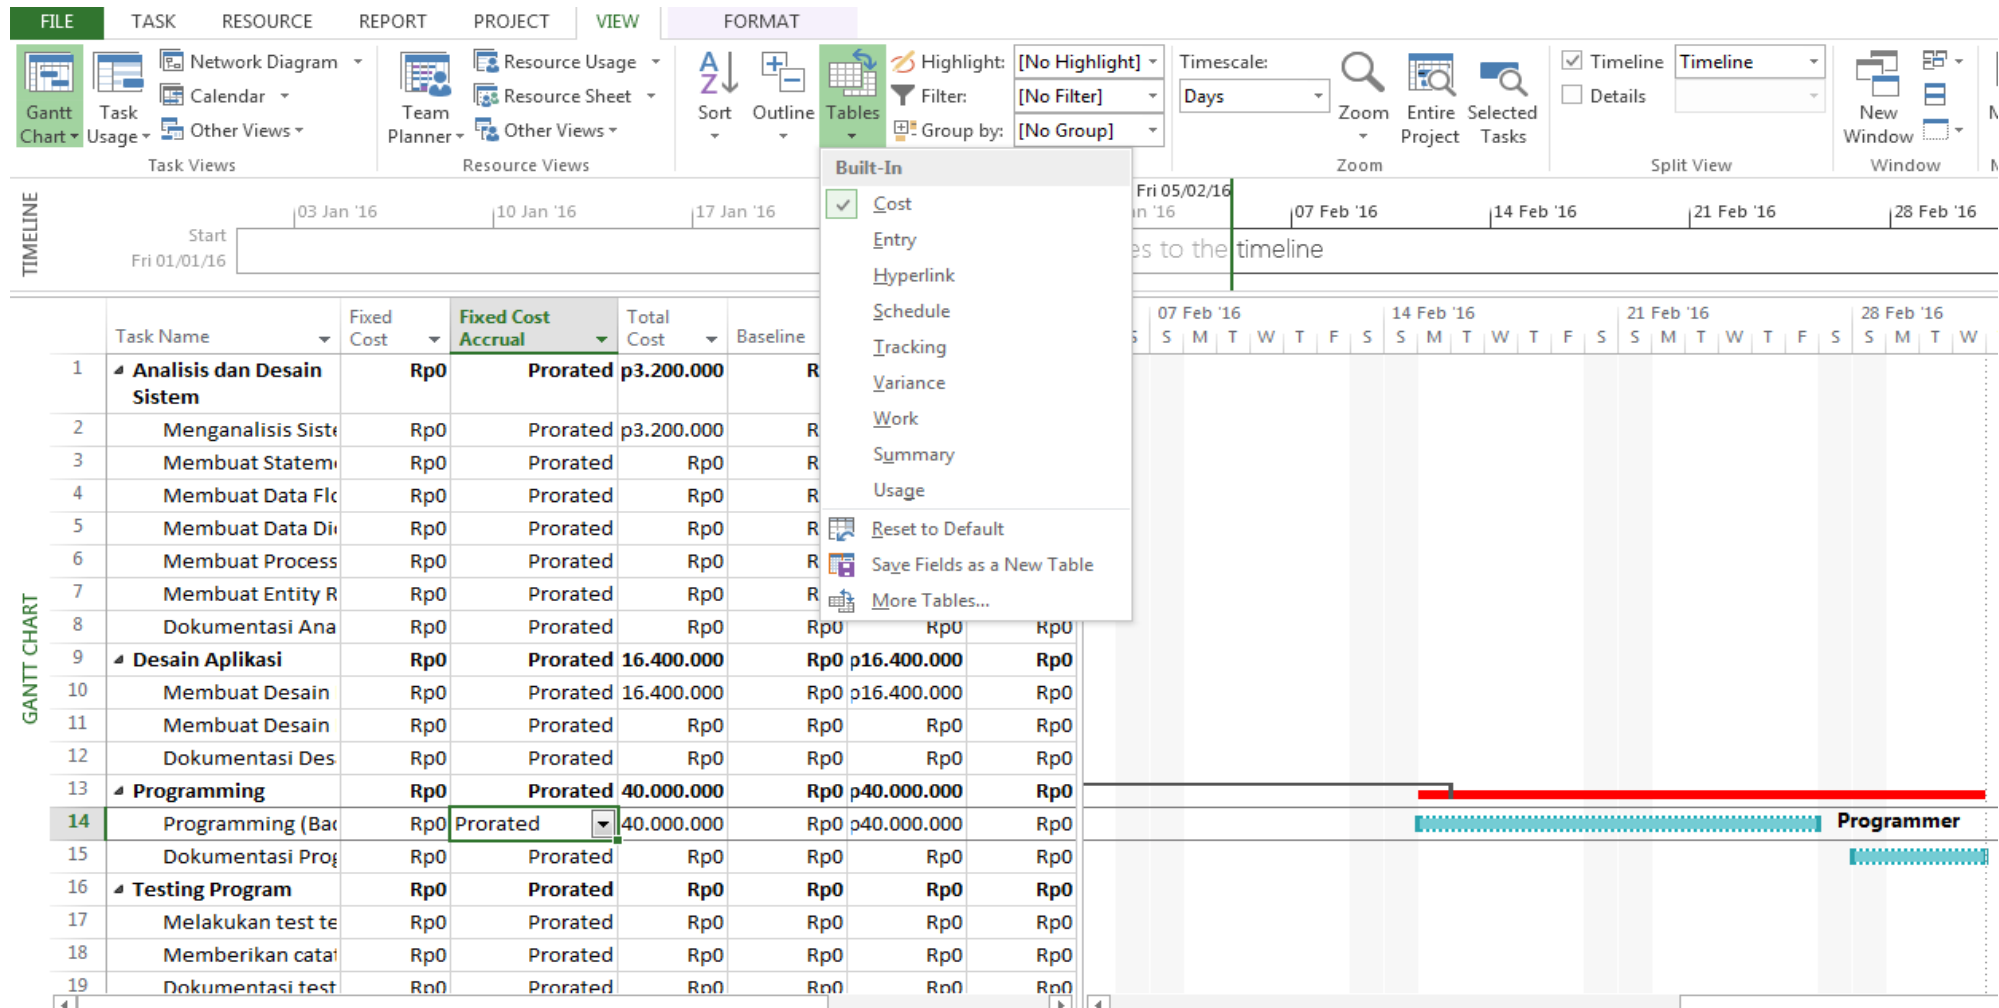 FILE TASK RESOURCE REPORT PROJECT VIEW FORMAT
Gantt Chart
Task Usage
Network Diagram
Calendar
Other Views
Task Views
Team Planner
Resource Usage
Resource Sheet
Other Views
Resource Views
Sort
Outline
Tables
Highlight: [No Highlight]
Filter: [No Filter]
Group by: [No Group]
Timescale:
Days
Zoom
Entire Project
Selected Tasks
Zoom
Timeline Timeline
Details
Split View
New Window
Window
Built-In
Cost
Entry
Hyperlink
Schedule
Tracking
Variance
Work
Summary
Usage
Reset to Default
Save Fields as a New Table
More Tables...
TIMELINE
Fri 05/02/16
03 Jan '16 10 Jan '16 17 Jan '16 '16 07 Feb '16 14 Feb '16 21 Feb '16 28 Feb '16
Start
Fri 01/01/16
to the timeline
GANTT CHART
Task Name Fixed Cost Fixed Cost Accrual Total Cost Baseline
07 Feb '16 14 Feb '16 21 Feb '16 28 Feb '16
S M T W T F S S M T W T F S S M T W T F S S M T W
1 Analisis dan Desain Sistem Rp0 Prorated p3.200.000 R
2 Menganalisis Siste Rp0 Prorated p3.200.000 R
3 Membuat Stateme Rp0 Prorated Rp0 R
4 Membuat Data Flo Rp0 Prorated Rp0 R
5 Membuat Data Di Rp0 Prorated Rp0 R
6 Membuat Process Rp0 Prorated Rp0 R
7 Membuat Entity R Rp0 Prorated Rp0 R
8 Dokumentasi Ana Rp0 Prorated Rp0 Rp0 Rp0 Rp0
9 Desain Aplikasi Rp0 Prorated 16.400.000 Rp0 p16.400.000 Rp0
10 Membuat Desain Rp0 Prorated 16.400.000 Rp0 p16.400.000 Rp0
11 Membuat Desain Rp0 Prorated Rp0 Rp0 Rp0 Rp0
12 Dokumentasi Des Rp0 Prorated Rp0 Rp0 Rp0 Rp0
13 Programming Rp0 Prorated 40.000.000 Rp0 p40.000.000 Rp0
14 Programming (Bac Rp0 Prorated 40.000.000 Rp0 p40.000.000 Rp0 Programmer
15 Dokumentasi Prog Rp0 Prorated Rp0 Rp0 Rp0 Rp0
16 Testing Program Rp0 Prorated Rp0 Rp0 Rp0 Rp0
17 Melakukan test te Rp0 Prorated Rp0 Rp0 Rp0 Rp0
18 Memberikan catat Rp0 Prorated Rp0 Rp0 Rp0 Rp0
19 Dokumentasi test Rp0 Prorated Rp0 Rp0 Rp0 Rp0